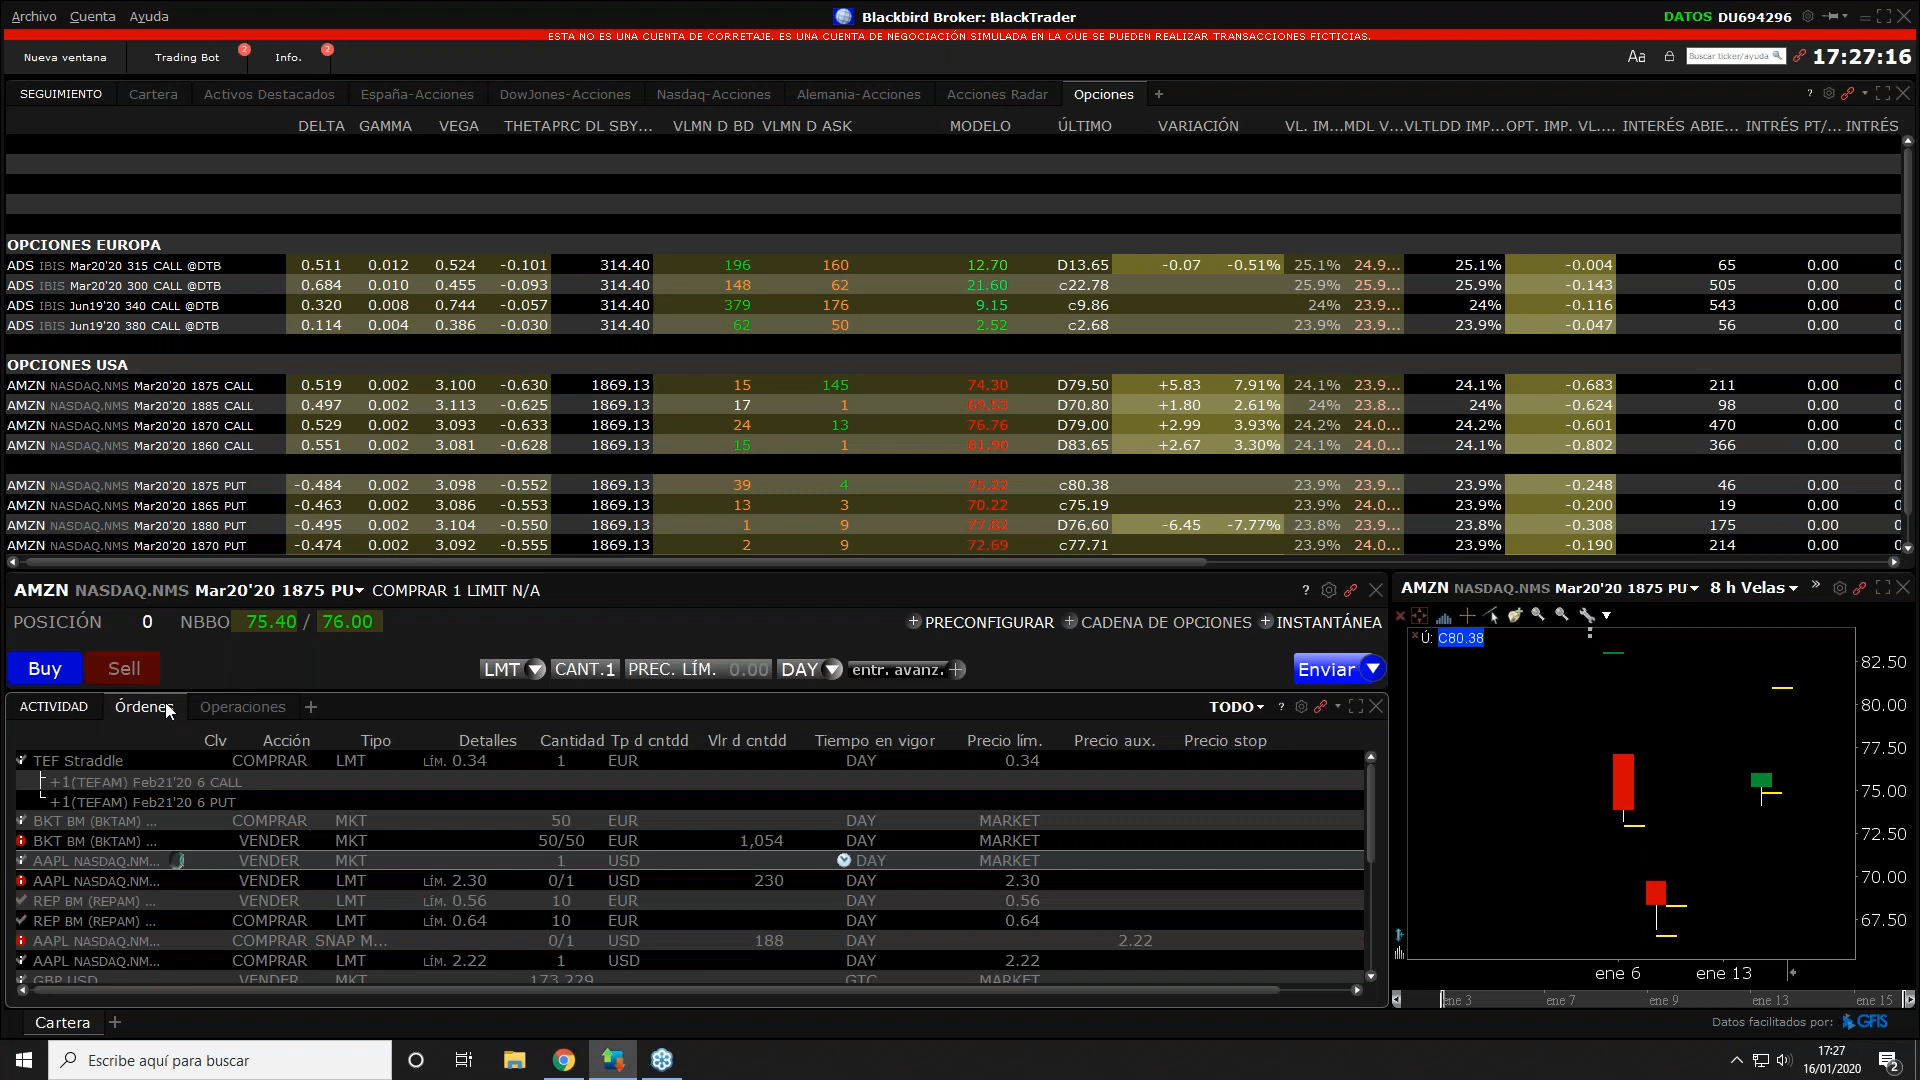 Archivo Cuenta Ayuda
Blackbird Broker: BlackTrader
DATOS DU694296
ESTA NO ES UNA CUENTA DE CORRETAJE. ES UNA CUENTA DE NEGOCIACIÓN SIMULADA EN LA QUE SE PUEDEN REALIZAR TRANSACCIONES FICTICIAS.
Nueva ventana Trading Bot 2 Info. 2
Aa Buscar ticker/ayuda 17:27:16
SEGUIMIENTO Cartera Activos Destacados España-Acciones DowJones-Acciones Nasdaq-Acciones Alemania-Acciones Acciones Radar Opciones +
DELTA GAMMA VEGA THETA PRC DL SBY... VLMN D BD VLMN D ASK MODELO ÚLTIMO VARIACIÓN VL. IM... MDL V... VLTLDD IMP... OPT. IMP. VL.... INTERÉS ABIE... INTRÉS PT/... INTRÉS
OPCIONES EUROPA
ADS IBIS Mar20'20 315 CALL @DTB 0.511 0.012 0.524 -0.101 314.40 196 160 12.70 D13.65 -0.07 -0.51% 25.1% 24.9... 25.1% -0.004 65 0.00 0
ADS IBIS Mar20'20 300 CALL @DTB 0.684 0.010 0.455 -0.093 314.40 148 62 21.60 c22.78 25.9% 25.9... 25.9% -0.143 505 0.00 0
ADS IBIS Jun19'20 340 CALL @DTB 0.320 0.008 0.744 -0.057 314.40 379 176 9.15 c9.86 24% 23.9... 24% -0.116 543 0.00 0
ADS IBIS Jun19'20 380 CALL @DTB 0.114 0.004 0.386 -0.030 314.40 62 50 2.52 c2.68 23.9% 23.9... 23.9% -0.047 56 0.00 0
OPCIONES USA
AMZN NASDAQ.NMS Mar20'20 1875 CALL 0.519 0.002 3.100 -0.630 1869.13 15 145 74.30 D79.50 +5.83 7.91% 24.1% 23.9... 24.1% -0.683 211 0.00 0
AMZN NASDAQ.NMS Mar20'20 1885 CALL 0.497 0.002 3.113 -0.625 1869.13 17 1 69.53 D70.80 +1.80 2.61% 24% 23.8... 24% -0.624 98 0.00 0
AMZN NASDAQ.NMS Mar20'20 1870 CALL 0.529 0.002 3.093 -0.633 1869.13 24 13 76.76 D79.00 +2.99 3.93% 24.2% 24.0... 24.2% -0.601 470 0.00 0
AMZN NASDAQ.NMS Mar20'20 1860 CALL 0.551 0.002 3.081 -0.628 1869.13 15 1 81.90 D83.65 +2.67 3.30% 24.1% 24.0... 24.1% -0.802 366 0.00 0
AMZN NASDAQ.NMS Mar20'20 1875 PUT -0.484 0.002 3.098 -0.552 1869.13 39 4 75.22 c80.38 23.9% 23.9... 23.9% -0.248 46 0.00 0
AMZN NASDAQ.NMS Mar20'20 1865 PUT -0.463 0.002 3.086 -0.553 1869.13 13 3 70.22 c75.19 23.9% 24.0... 23.9% -0.200 19 0.00 0
AMZN NASDAQ.NMS Mar20'20 1880 PUT -0.495 0.002 3.104 -0.550 1869.13 1 9 77.82 D76.60 -6.45 -7.77% 23.8% 23.9... 23.8% -0.308 175 0.00 0
AMZN NASDAQ.NMS Mar20'20 1870 PUT -0.474 0.002 3.092 -0.555 1869.13 2 9 72.69 c77.71 23.9% 24.0... 23.9% -0.190 214 0.00 0
AMZN NASDAQ.NMS Mar20'20 1875 PU COMPRAR 1 LIMIT N/A ?
POSICIÓN 0 NBBO 75.40 / 76.00 PRECONFIGURAR CADENA DE OPCIONES INSTANTÁNEA
Buy Sell LMT CANT.1 PREC. LÍM. 0.00 DAY entr. avanz. Enviar
ACTIVIDAD Órdenes Operaciones + TODO ?
Clv Acción Tipo Detalles Cantidad Tp d cntdd Vlr d cntdd Tiempo en vigor Precio lím. Precio aux. Precio stop
TEF Straddle COMPRAR LMT LÍM. 0.34 1 EUR DAY 0.34
+1(TEFAM) Feb21'20 6 CALL
+1(TEFAM) Feb21'20 6 PUT
BKT BM (BKTAM) ... COMPRAR MKT 50 EUR DAY MARKET
BKT BM (BKTAM) ... VENDER MKT 50/50 EUR 1,054 DAY MARKET
AAPL NASDAQ.NM... VENDER MKT 1 USD DAY MARKET
AAPL NASDAQ.NM... VENDER LMT LÍM. 2.30 0/1 USD 230 DAY 2.30
REP BM (REPAM) ... VENDER LMT LÍM. 0.56 10 EUR DAY 0.56
REP BM (REPAM) ... COMPRAR LMT LÍM. 0.64 10 EUR DAY 0.64
AAPL NASDAQ.NM... COMPRAR SNAP M... 0/1 USD 188 DAY 2.22
AAPL NASDAQ.NM... COMPRAR LMT LÍM. 2.22 1 USD DAY 2.22
GBP.USD VENDER MKT 173,229 GTC MARKET
AMZN NASDAQ.NMS Mar20'20 1875 PU 8 h Velas »
Ú: C80.38
82.50
80.00
77.50
75.00
72.50
70.00
67.50
ene 6 ene 13
ene 3 ene 7 ene 9 ene 13 ene 15
Cartera +
Datos facilitados por: GFIS
Escribe aquí para buscar
17:27
16/01/2020
2